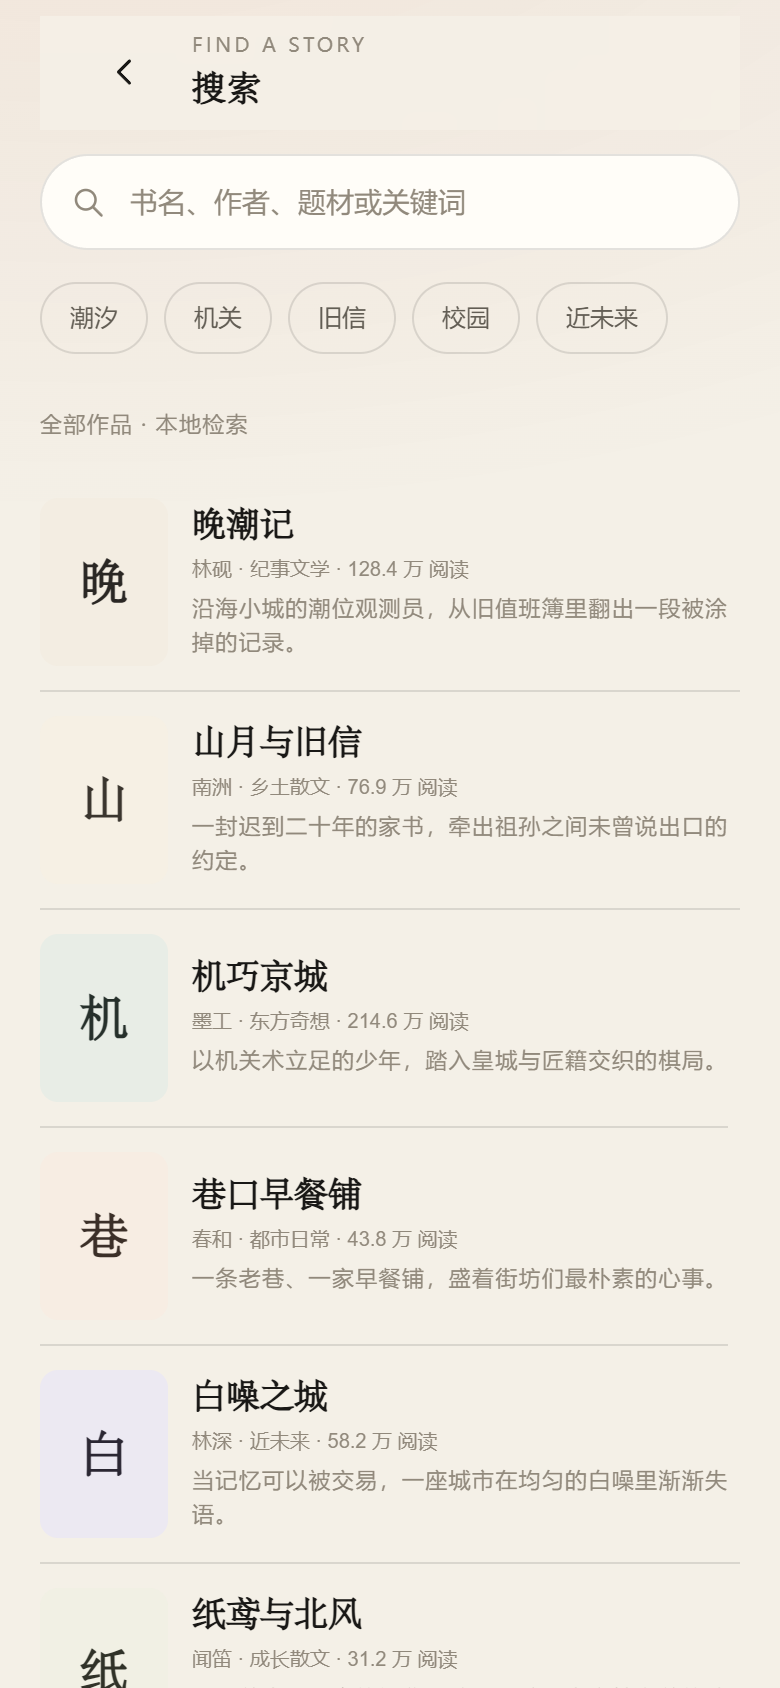 FIND A STORY
搜索
书名、作者、题材或关键词
潮汐 机关 旧信 校园 近未来
全部作品 · 本地检索
晚
晚潮记
林砚 · 纪事文学 · 128.4 万 阅读
沿海小城的潮位观测员，从旧值班簿里翻出一段被涂
掉的记录。
山
山月与旧信
南洲 · 乡土散文 · 76.9 万 阅读
一封迟到二十年的家书，牵出祖孙之间未曾说出口的
约定。
机
机巧京城
墨工 · 东方奇想 · 214.6 万 阅读
以机关术立足的少年，踏入皇城与匠籍交织的棋局。
巷
巷口早餐铺
春和 · 都市日常 · 43.8 万 阅读
一条老巷、一家早餐铺，盛着街坊们最朴素的心事。
白
白噪之城
林深 · 近未来 · 58.2 万 阅读
当记忆可以被交易，一座城市在均匀的白噪里渐渐失
语。
纸
纸鸢与北风
闻笛 · 成长散文 · 31.2 万 阅读